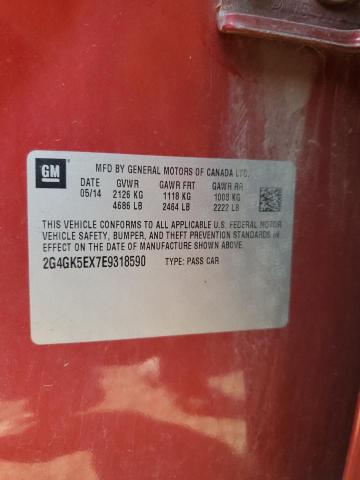 GM
MFD BY GENERAL MOTORS OF CANADA LTD.
DATE GVWR GAWR FRT GAWR RR
05/14 2126 KG 1118 KG 1008 KG
4686 LB 2464 LB 2222 LB
THIS VEHICLE CONFORMS TO ALL APPLICABLE U.S. FEDERAL MOTOR
VEHICLE SAFETY, BUMPER, AND THEFT PREVENTION STANDARDS IN
EFFECT ON THE DATE OF MANUFACTURE SHOWN ABOVE.
2G4GK5EX7E9318590 TYPE: PASS CAR